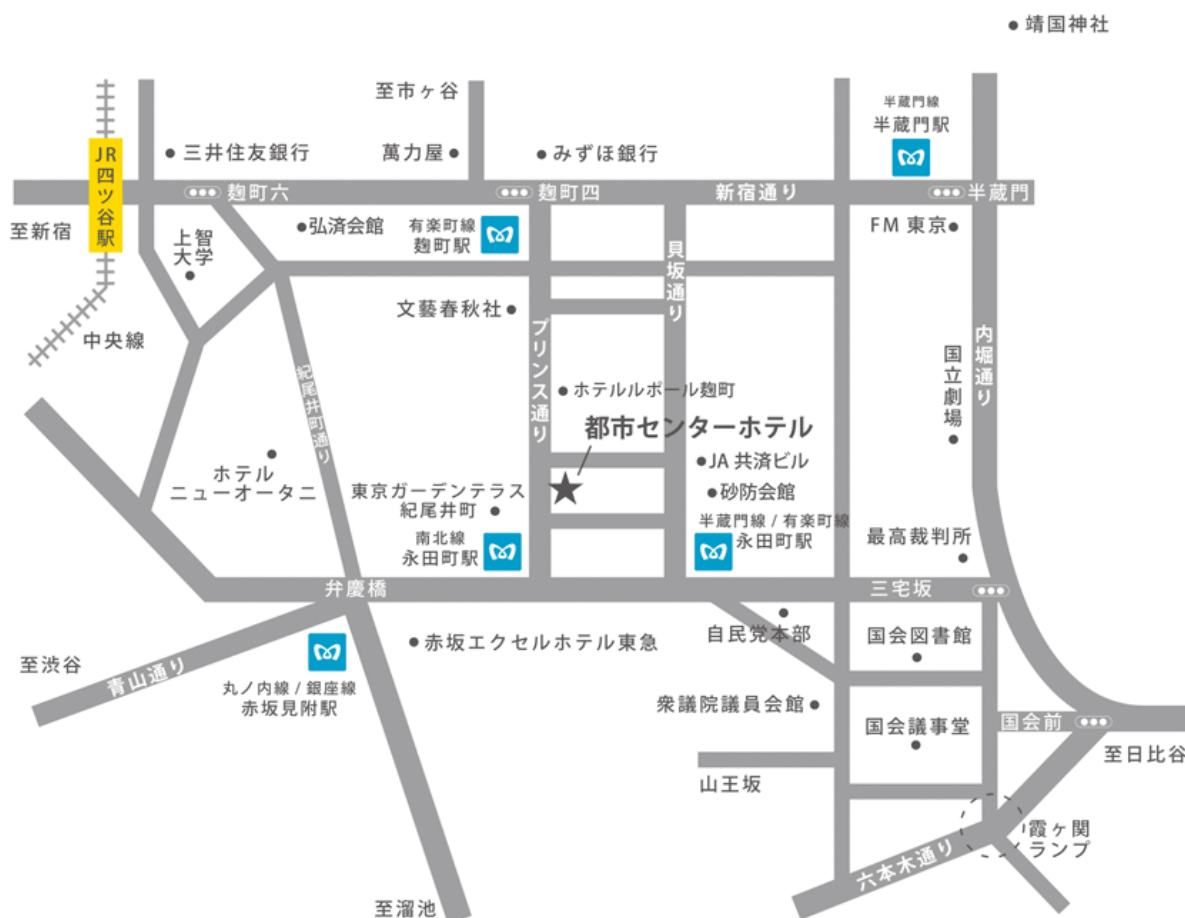 靖国神社
至市ヶ谷
半蔵門線
半蔵門駅
JR四ツ谷駅
三井住友銀行
萬力屋
みずほ銀行
麹町六
麹町四
新宿通り
半蔵門
至新宿
上智
大学
弘済会館
有楽町線
麹町駅
貝坂通り
FM 東京
中央線
文藝春秋社
プリンス通り
内堀通り
国立劇場
紀尾井町通り
ホテルルポール麹町
都市センターホテル
ホテル
ニューオータニ
JA 共済ビル
東京ガーデンテラス
紀尾井町
砂防会館
南北線
永田町駅
半蔵門線 / 有楽町線
永田町駅
最高裁判所
弁慶橋
三宅坂
自民党本部
国会図書館
赤坂エクセルホテル東急
至渋谷
青山通り
丸ノ内線 / 銀座線
赤坂見附駅
衆議院議員会館
国会議事堂
国会前
至日比谷
山王坂
霞ヶ関
ランプ
六本木通り
至溜池